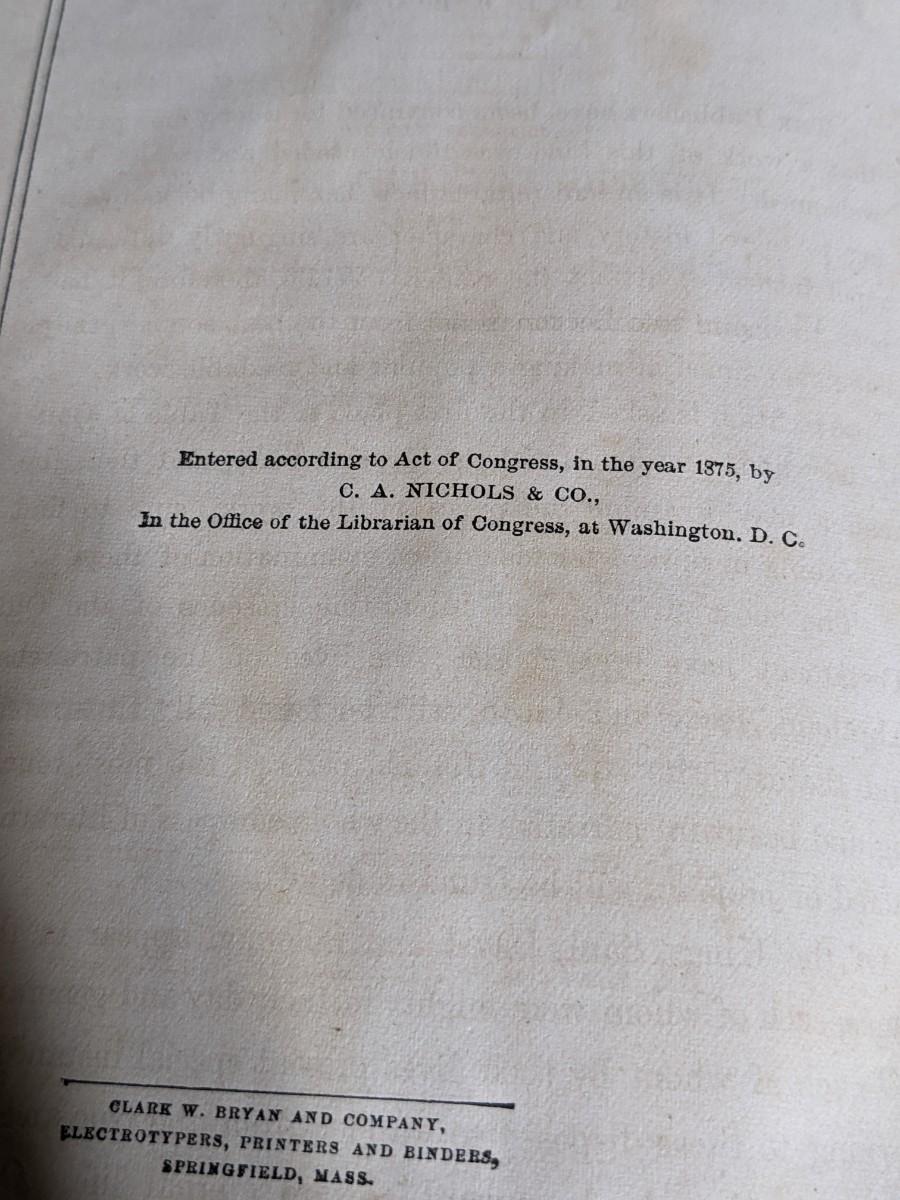 Entered according to Act of Congress, in the year 1875, by
C. A. NICHOLS & CO.,
In the Office of the Librarian of Congress, at Washington. D. C.
CLARK W. BRYAN AND COMPANY,
ELECTROTYPERS, PRINTERS AND BINDERS,
SPRINGFIELD, MASS.